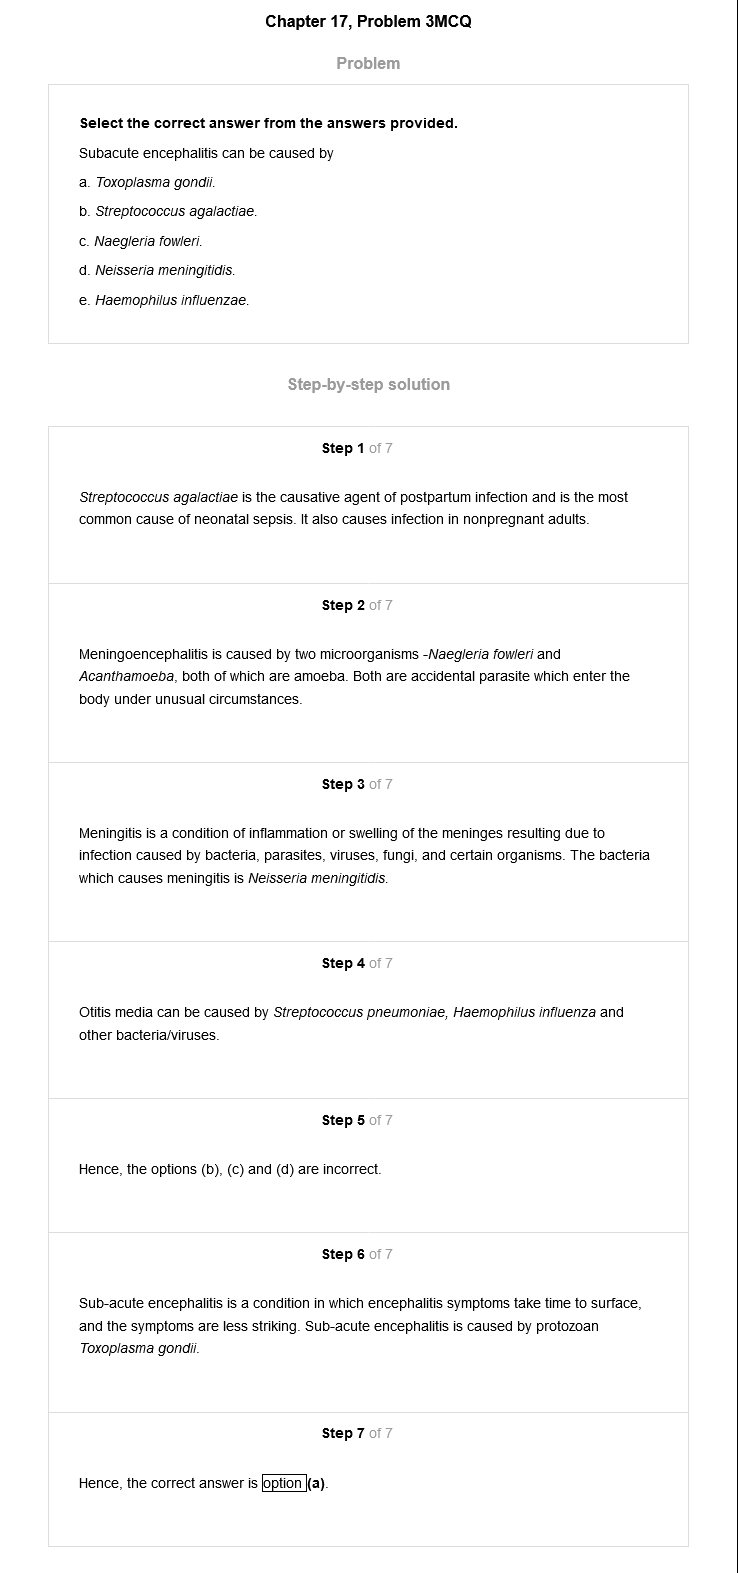 Chapter 17, Problem 3MCQ
Problem
Select the correct answer from the answers provided.
Subacute encephalitis can be caused by
a. Toxoplasma gondii.
b. Streptococcus agalactiae.
c. Naegleria fowleri.
d. Neisseria meningitidis.
e. Haemophilus influenzae.
Step-by-step solution
Step 1 of 7
Streptococcus agalactiae is the causative agent of postpartum infection and is the most
common cause of neonatal sepsis. It also causes infection in nonpregnant adults.
Step 2 of 7
Meningoencephalitis is caused by two microorganisms -Naegleria fowleri and
Acanthamoeba, both of which are amoeba. Both are accidental parasite which enter the
body under unusual circumstances.
Step 3 of 7
Meningitis is a condition of inflammation or swelling of the meninges resulting due to
infection caused by bacteria, parasites, viruses, fungi, and certain organisms. The bacteria
which causes meningitis is Neisseria meningitidis.
Step 4 of 7
Otitis media can be caused by Streptococcus pneumoniae, Haemophilus influenza and
other bacteria/viruses.
Step 5 of 7
Hence, the options (b), (c) and (d) are incorrect.
Step 6 of 7
Sub-acute encephalitis is a condition in which encephalitis symptoms take time to surface,
and the symptoms are less striking. Sub-acute encephalitis is caused by protozoan
Toxoplasma gondii.
Step 7 of 7
Hence, the correct answer is option (a).